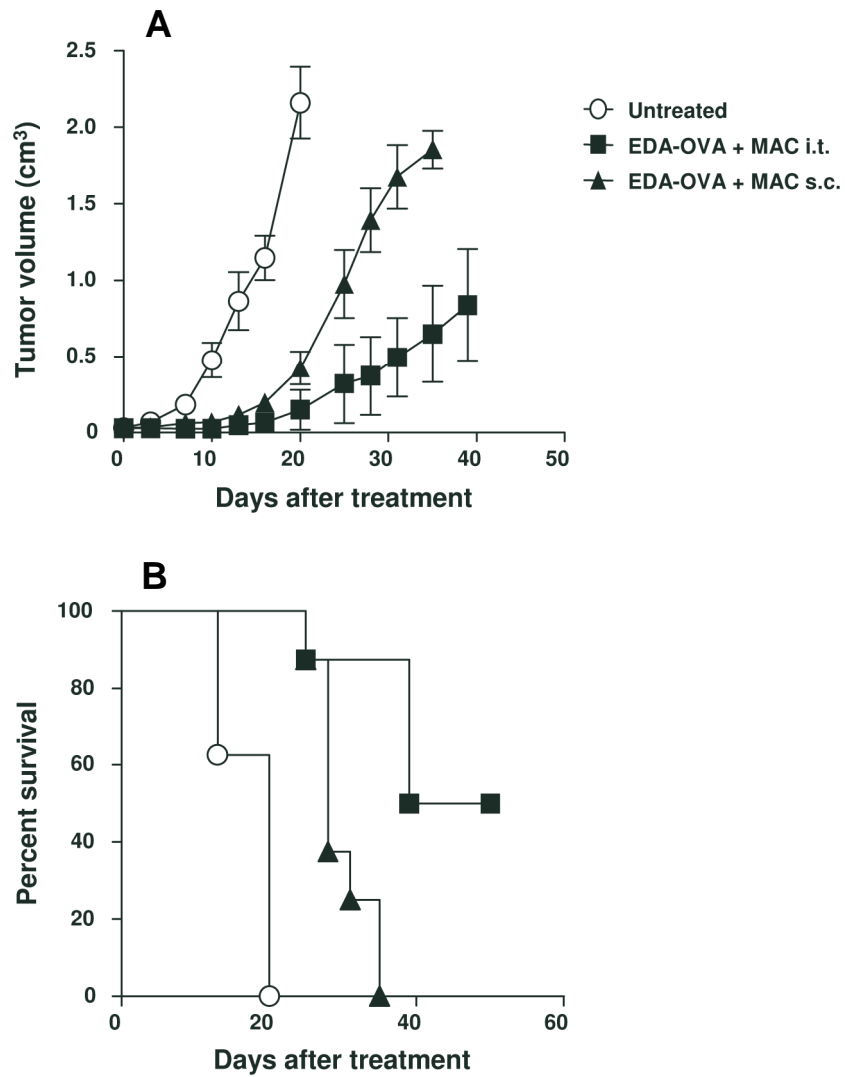 A
2.5
2.0
1.5
1.0
0.5
0
Tumor volume (cm³)
0 10 20 30 40 50
Days after treatment
Untreated
EDA-OVA + MAC i.t.
EDA-OVA + MAC s.c.
B
100
80
60
40
20
0
Percent survival
0 20 40 60
Days after treatment